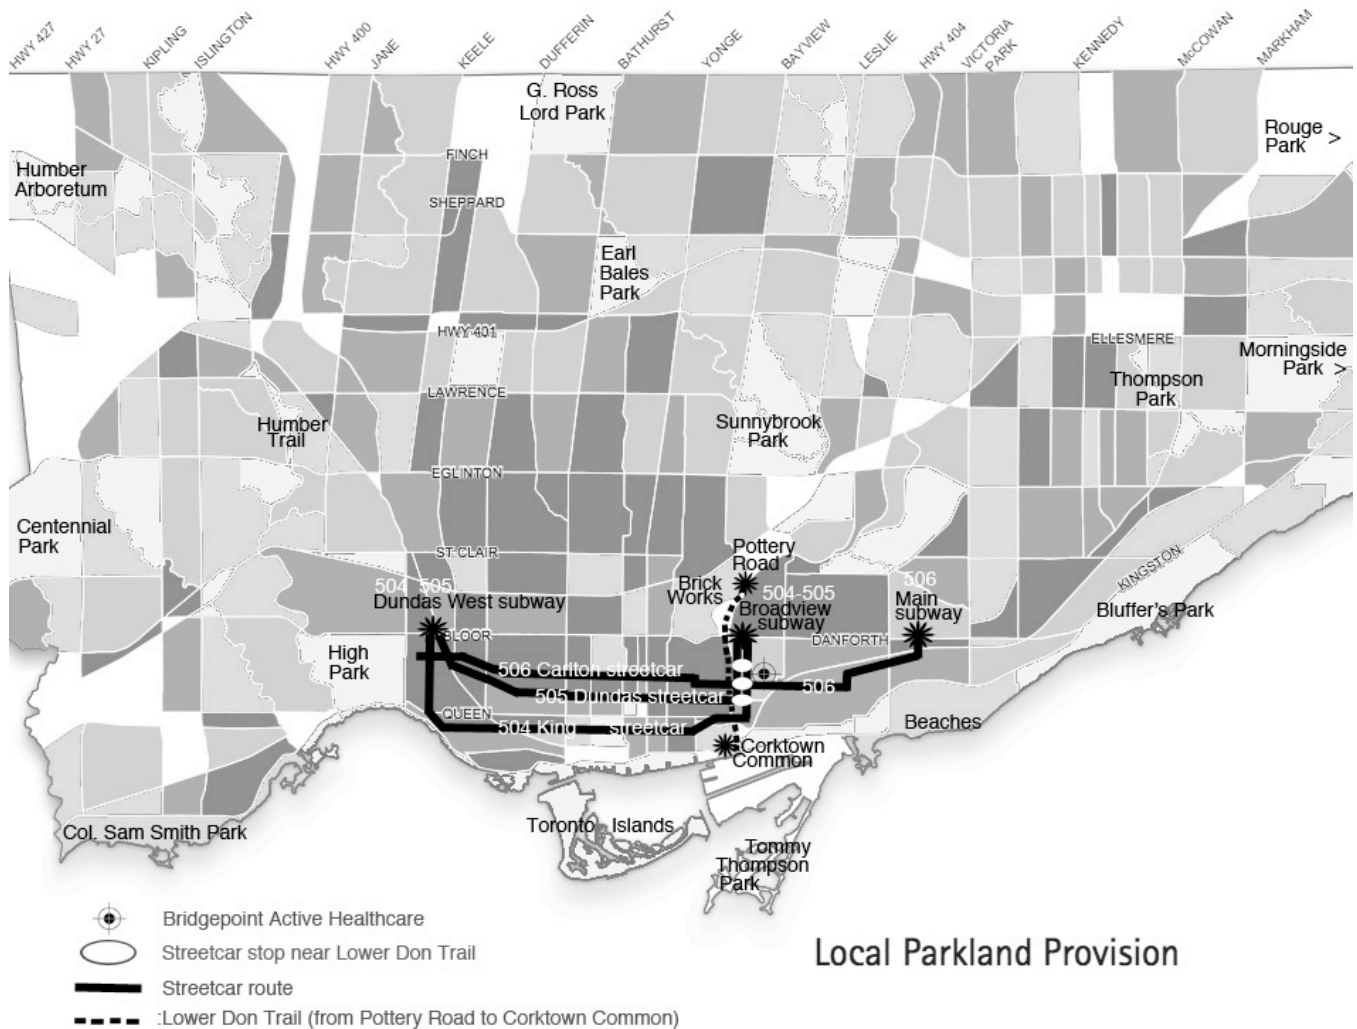 HWY 427
HWY 27
KIPLING
ISLINGTON
HWY 400
JANE
KEELE
DUFFERIN
BATHURST
YONGE
BAYVIEW
LESLIE
HWY 404
VICTORIA
PARK
KENNEDY
McCOWAN
MARKHAM
G. Ross
Lord Park
Rouge
Park >
FINCH
Humber
Arboretum
SHEPPARD
Earl
Bales
Park
HWY 401
ELLESMERE
Morningside
Park >
Thompson
Park
LAWRENCE
Humber
Trail
Sunnybrook
Park
EGLINTON
Centennial
Park
ST CLAIR
Pottery
Road
KINGSTON
504 505
Dundas West subway
Brick
Works
504-505
Broadview
subway
506
Main
subway
Bluffer's Park
BLOOR
DANFORTH
High
Park
506 Carlton streetcar
506
505 Dundas streetcar
QUEEN
504 King streetcar
Beaches
Corktown
Common
Col. Sam Smith Park
Toronto Islands
Tommy
Thompson
Park
Bridgepoint Active Healthcare
Streetcar stop near Lower Don Trail
Streetcar route
:Lower Don Trail (from Pottery Road to Corktown Common)
Local Parkland Provision